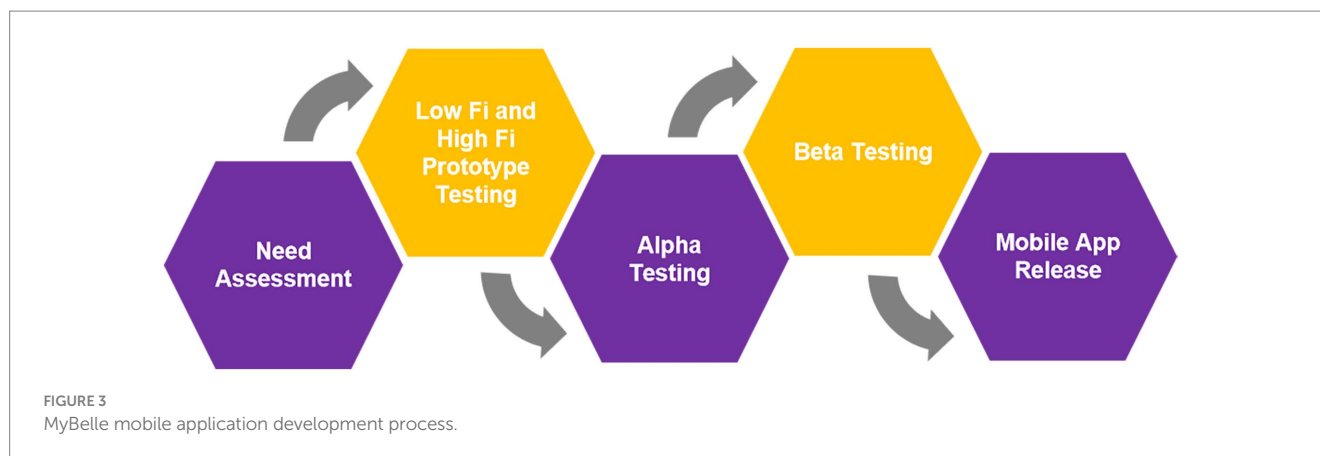 Need
Assessment
Low Fi and
High Fi
Prototype
Testing
Alpha
Testing
Beta Testing
Mobile App
Release
FIGURE 3
MyBelle mobile application development process.